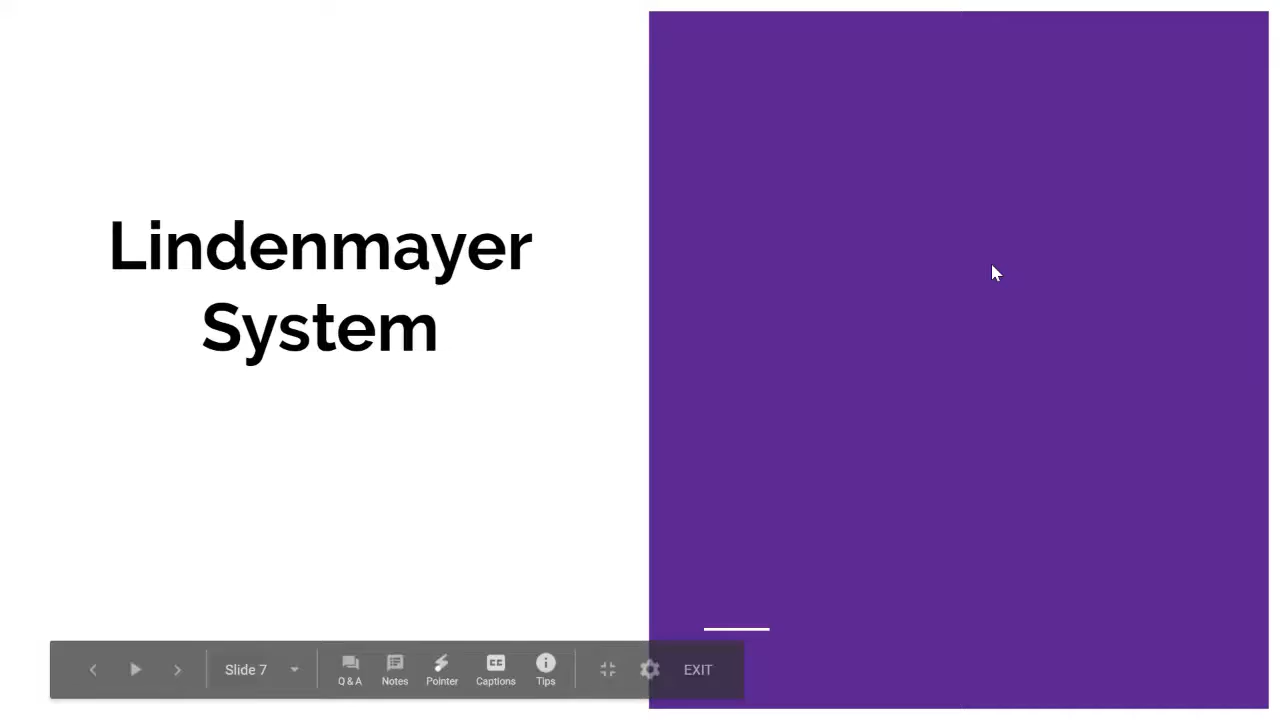 Lindenmayer
System
Slide 7
Q & A
Notes
Pointer
Captions
Tips
EXIT